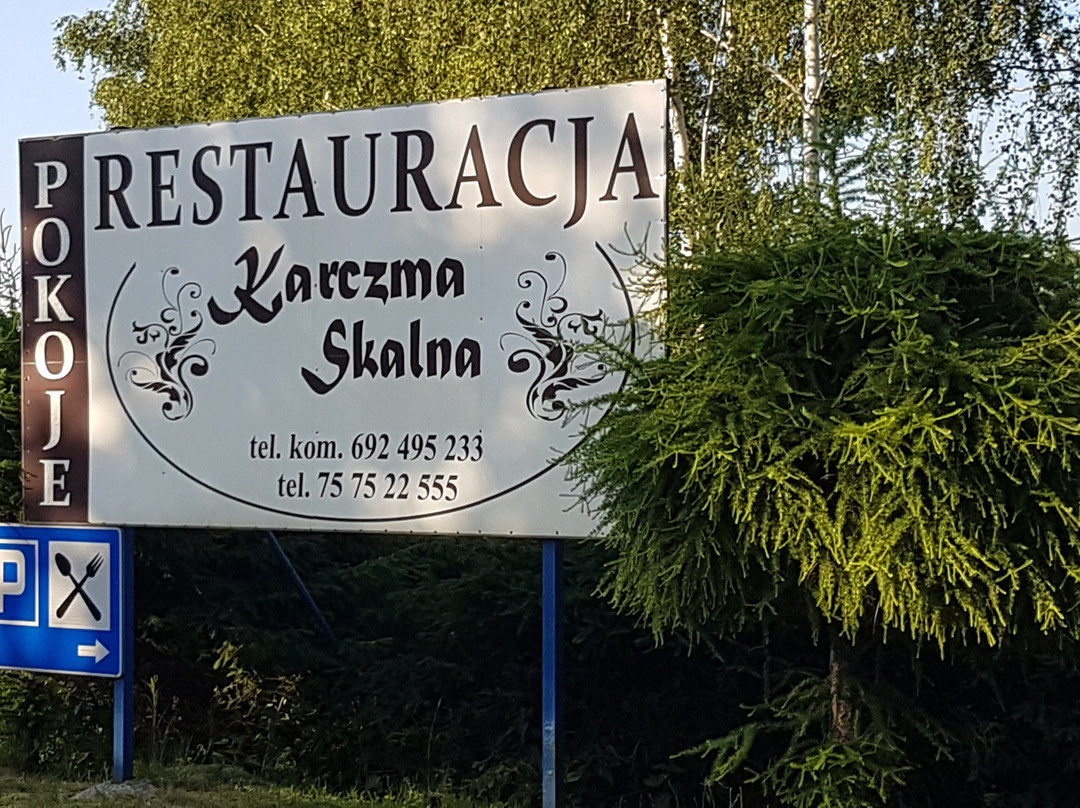 POKOJE
RESTAURACJA
Karczma
Skalna
tel. kom. 692 495 233
tel. 75 75 22 555
P